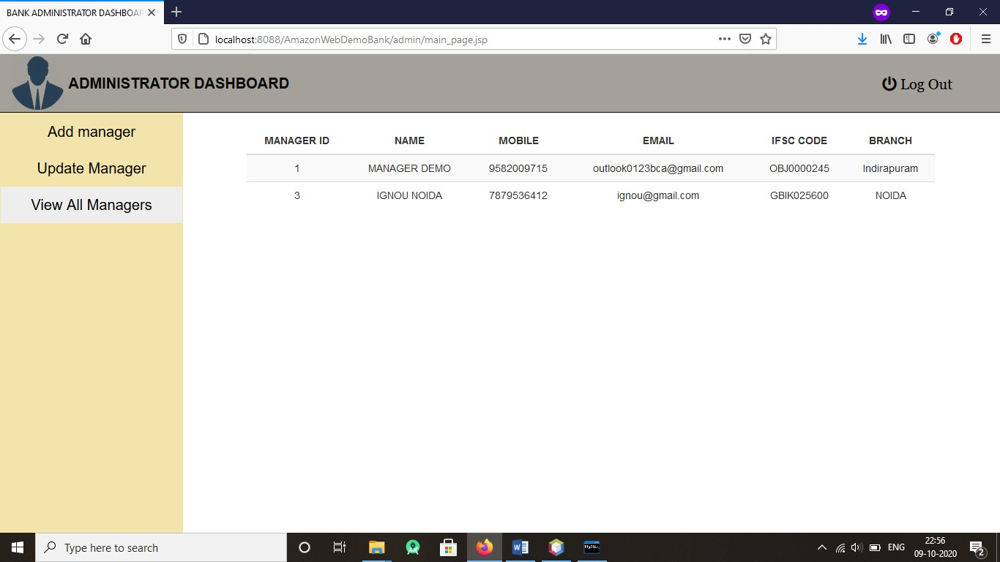 BANK ADMINISTRATOR DASHBOAR
localhost:8088/AmazonWebDemoBank/admin/main_page.jsp
ADMINISTRATOR DASHBOARD
Log Out
Add manager
Update Manager
View All Managers
MANAGER ID NAME MOBILE EMAIL IFSC CODE BRANCH
1 MANAGER DEMO 9582009715 outlook0123bca@gmail.com OBJ0000245 Indirapuram
3 IGNOU NOIDA 7879536412 ignou@gmail.com GBIK025600 NOIDA
Type here to search
MySQL
ENG
22:56
09-10-2020
2